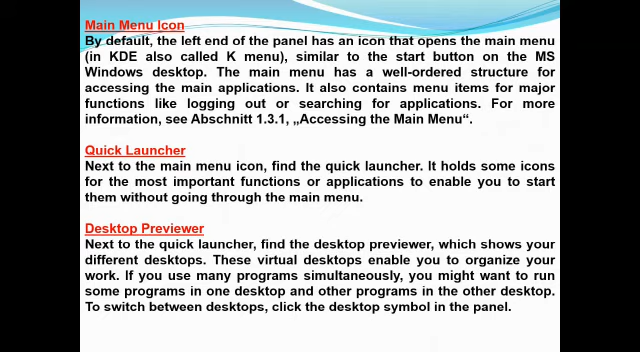 Main Menu Icon
By default, the left end of the panel has an icon that opens the main menu
(in KDE also called K menu), similar to the start button on the MS
Windows desktop. The main menu has a well-ordered structure for
accessing the main applications. It also contains menu items for major
functions like logging out or searching for applications. For more
information, see Abschnitt 1.3.1, „Accessing the Main Menu“.
Quick Launcher
Next to the main menu icon, find the quick launcher. It holds some icons
for the most important functions or applications to enable you to start
them without going through the main menu.
Desktop Previewer
Next to the quick launcher, find the desktop previewer, which shows your
different desktops. These virtual desktops enable you to organize your
work. If you use many programs simultaneously, you might want to run
some programs in one desktop and other programs in the other desktop.
To switch between desktops, click the desktop symbol in the panel.